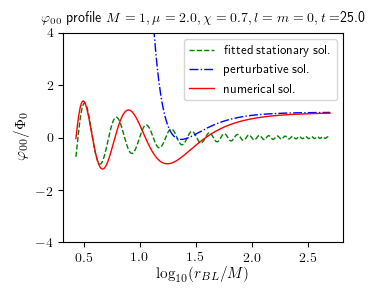 φ₀₀ profile M = 1, μ = 2.0, χ = 0.7, l = m = 0, t =25.0
4
2
0
−2
−4
φ₀₀/Φ₀
fitted stationary sol.
perturbative sol.
numerical sol.
0.5 1.0 1.5 2.0 2.5
log₁₀(r_BL/M)